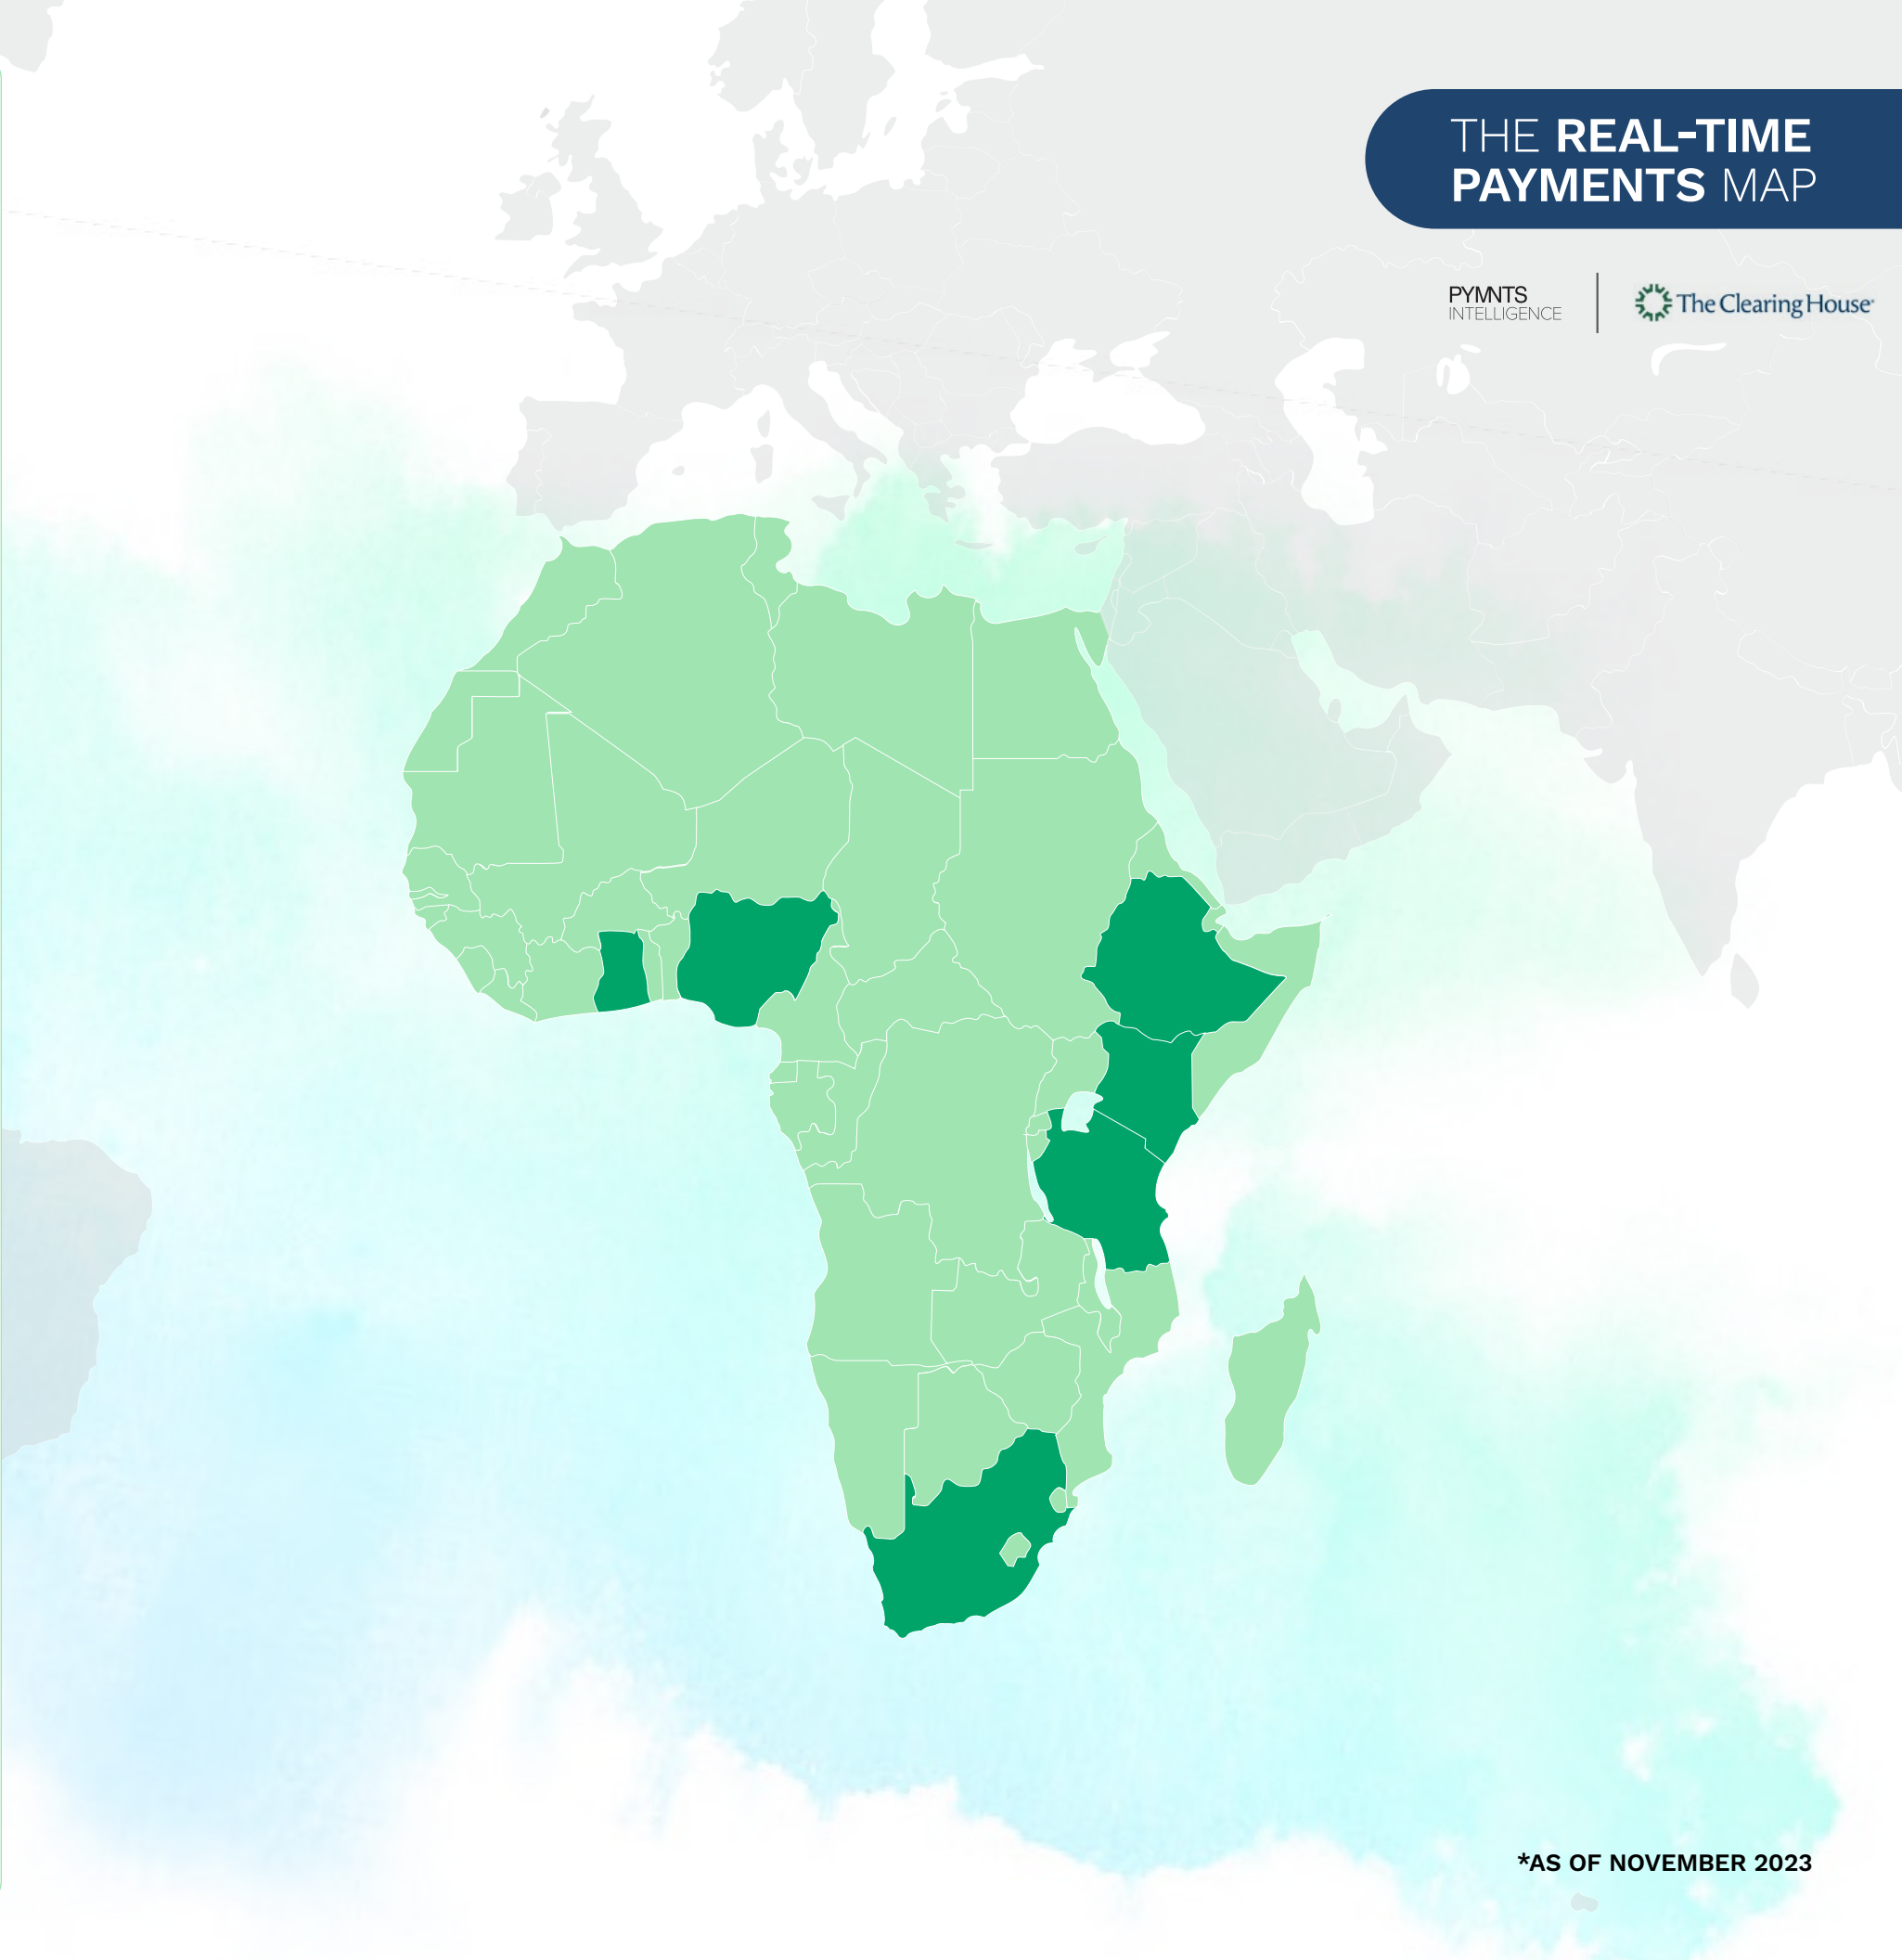 THE REAL-TIME
PAYMENTS MAP
PYMNTS
INTELLIGENCE
The Clearing House
*AS OF NOVEMBER 2023